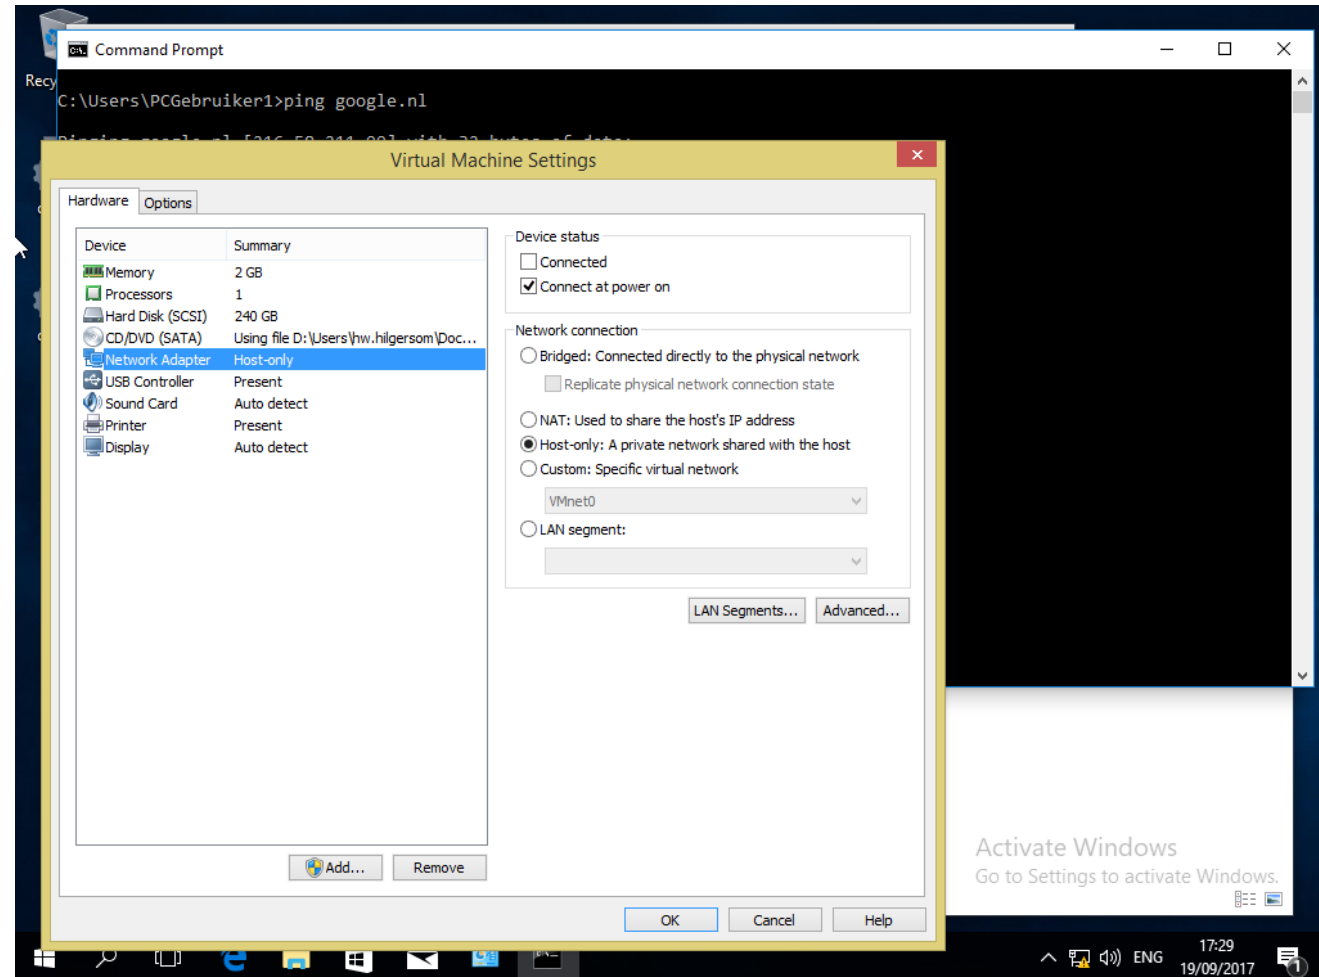 Recy
Command Prompt
C:\Users\PCGebruiker1>ping google.nl
Virtual Machine Settings
Hardware
Options
Device Summary
Memory 2 GB
Processors 1
Hard Disk (SCSI) 240 GB
CD/DVD (SATA) Using file D:\Users\hw.hilgersom\Doc...
Network Adapter Host-only
USB Controller Present
Sound Card Auto detect
Printer Present
Display Auto detect
Add...
Remove
Device status
Connected
Connect at power on
Network connection
Bridged: Connected directly to the physical network
Replicate physical network connection state
NAT: Used to share the host's IP address
Host-only: A private network shared with the host
Custom: Specific virtual network
VMnet0
LAN segment:
LAN Segments...
Advanced...
OK
Cancel
Help
Activate Windows
Go to Settings to activate Windows.
ENG
17:29
19/09/2017
1